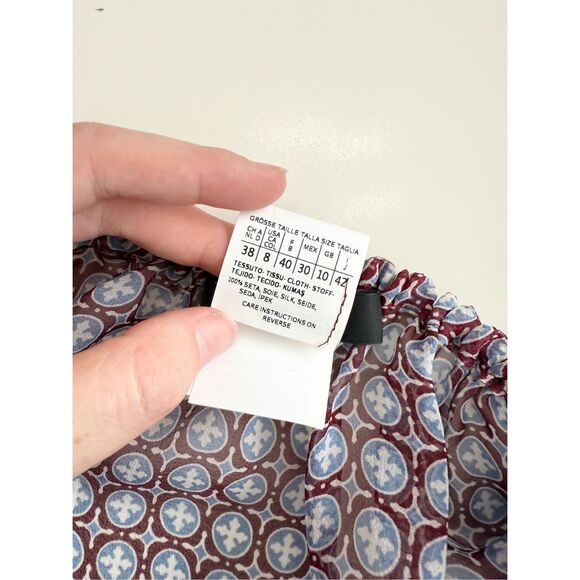 GRÖSSE TAILLE TALLA SIZE TAGLIA
CH A USA F MEX GB I
NL D CA B J
COL
38 8 40 30 10 42
TESSUTO- TISSU- CLOTH- STOFF-
TEJIDO- TECIDO- KUMAŞ
100% SETA, SOIE, SILK, SEIDE,
SEDA, IPEK
CARE INSTRUCTIONS ON
REVERSE